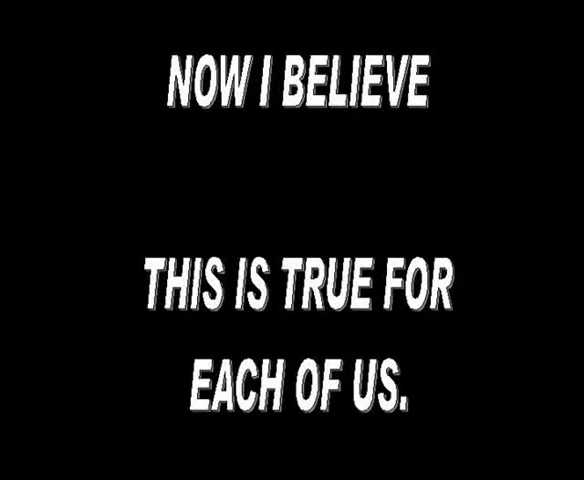 NOW I BELIEVE
THIS IS TRUE FOR
EACH OF US.